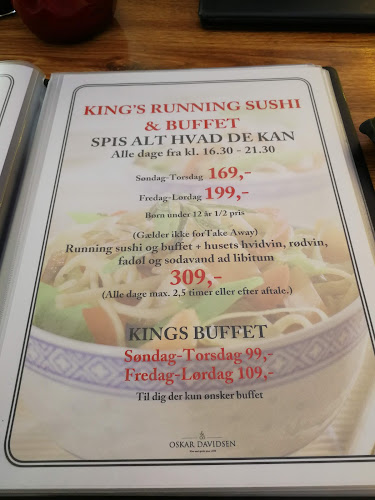 KING'S RUNNING SUSHI
& BUFFET
SPIS ALT HVAD DE KAN
Alle dage fra kl. 16.30 - 21.30
Søndag-Torsdag 169,-
Fredag-Lørdag 199,-
Børn under 12 år 1/2 pris
(Gælder ikke forTake Away)
Running sushi og buffet + husets hvidvin, rødvin,
fadøl og sodavand ad libitum
309,-
(Alle dage max. 2,5 timer eller efter aftale.)
KINGS BUFFET
Søndag-Torsdag 99,-
Fredag-Lørdag 109,-
Til dig der kun ønsker buffet
OSKAR DAVIDSEN